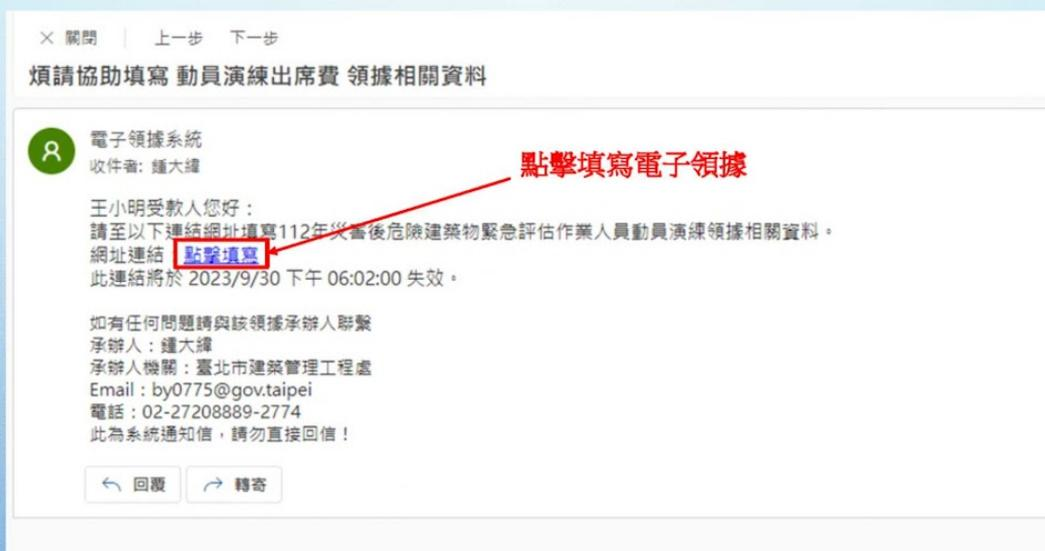 × 關閉 上一步 下一步
煩請協助填寫 動員演練出席費 領據相關資料
電子領據系統
收件者: 鍾大緯
點擊填寫電子領據
王小明受款人您好：
請至以下連結網址填寫112年災害後危險建築物緊急評估作業人員動員演練領據相關資料。
網址連結：點擊填寫
此連結將於 2023/9/30 下午 06:02:00 失效。
如有任何問題請與該領據承辦人聯繫
承辦人：鍾大緯
承辦人機關：臺北市建築管理工程處
Email：by0775@gov.taipei
電話：02-27208889-2774
此為系統通知信，請勿直接回信！
回覆 轉寄